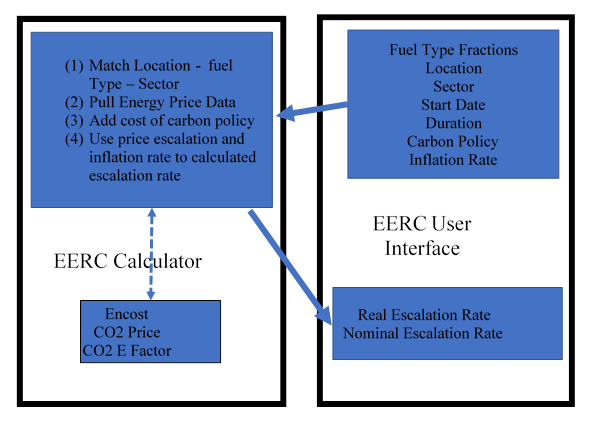 (1) Match Location - fuel
Type – Sector
(2) Pull Energy Price Data
(3) Add cost of carbon policy
(4) Use price escalation and
inflation rate to calculated
escalation rate
EERC Calculator
Encost
CO2 Price
CO2 E Factor
Fuel Type Fractions
Location
Sector
Start Date
Duration
Carbon Policy
Inflation Rate
EERC User
Interface
Real Escalation Rate
Nominal Escalation Rate